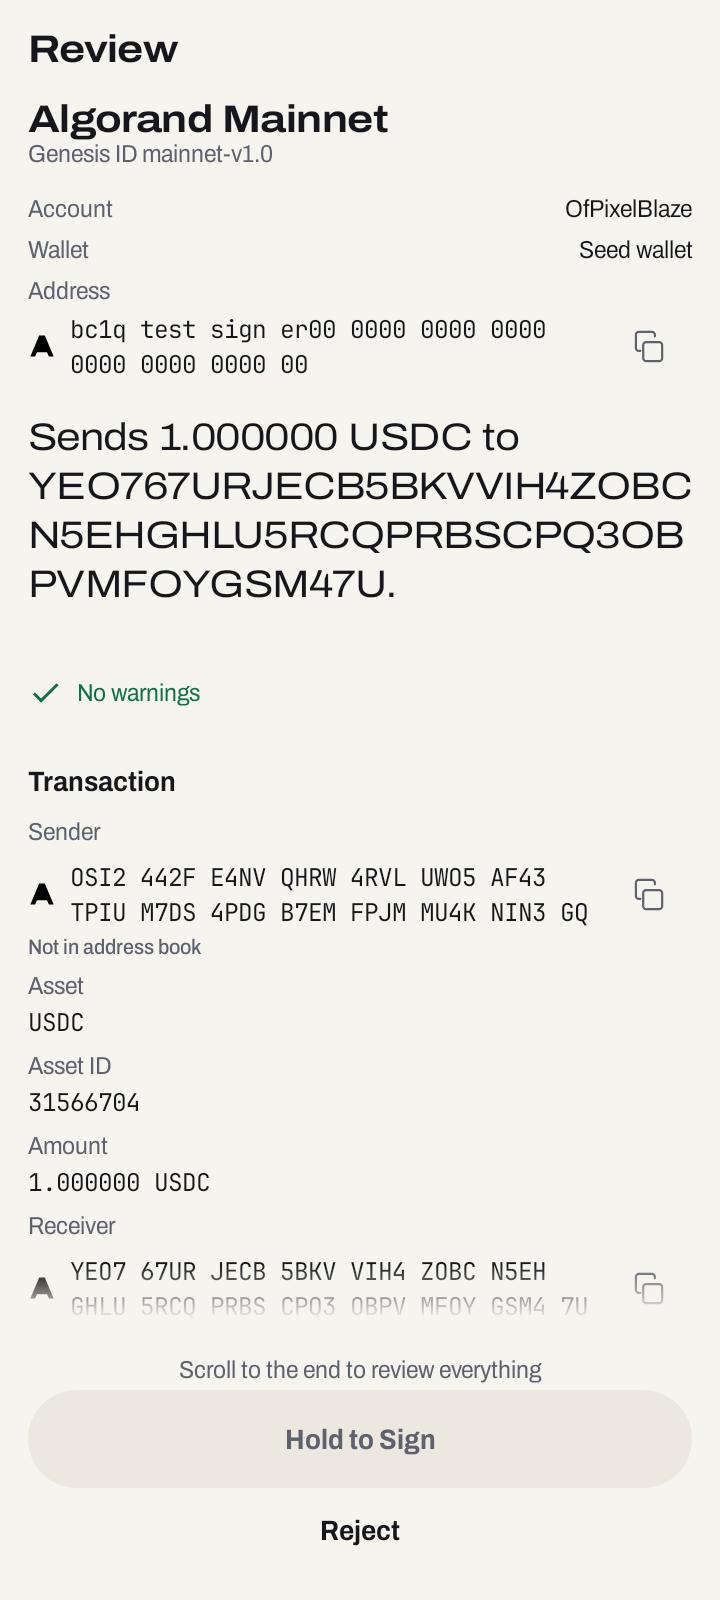 Review
Algorand Mainnet
Genesis ID mainnet-v1.0
Account OfPixelBlaze
Wallet Seed wallet
Address
bc1q test sign er00 0000 0000 0000
0000 0000 0000 00
Sends 1.000000 USDC to
YEO767URJECB5BKVVIH4ZOBC
N5EHGHLU5RCQPRBSCPQ3OB
PVMFOYGSM47U.
No warnings
Transaction
Sender
OSI2 442F E4NV QHRW 4RVL UWO5 AF43
TPIU M7DS 4PDG B7EM FPJM MU4K NIN3 GQ
Not in address book
Asset
USDC
Asset ID
31566704
Amount
1.000000 USDC
Receiver
YEO7 67UR JECB 5BKV VIH4 ZOBC N5EH
GHLU 5RCQ PRBS CPQ3 OBPV MFOY GSM4 7U
Scroll to the end to review everything
Hold to Sign
Reject